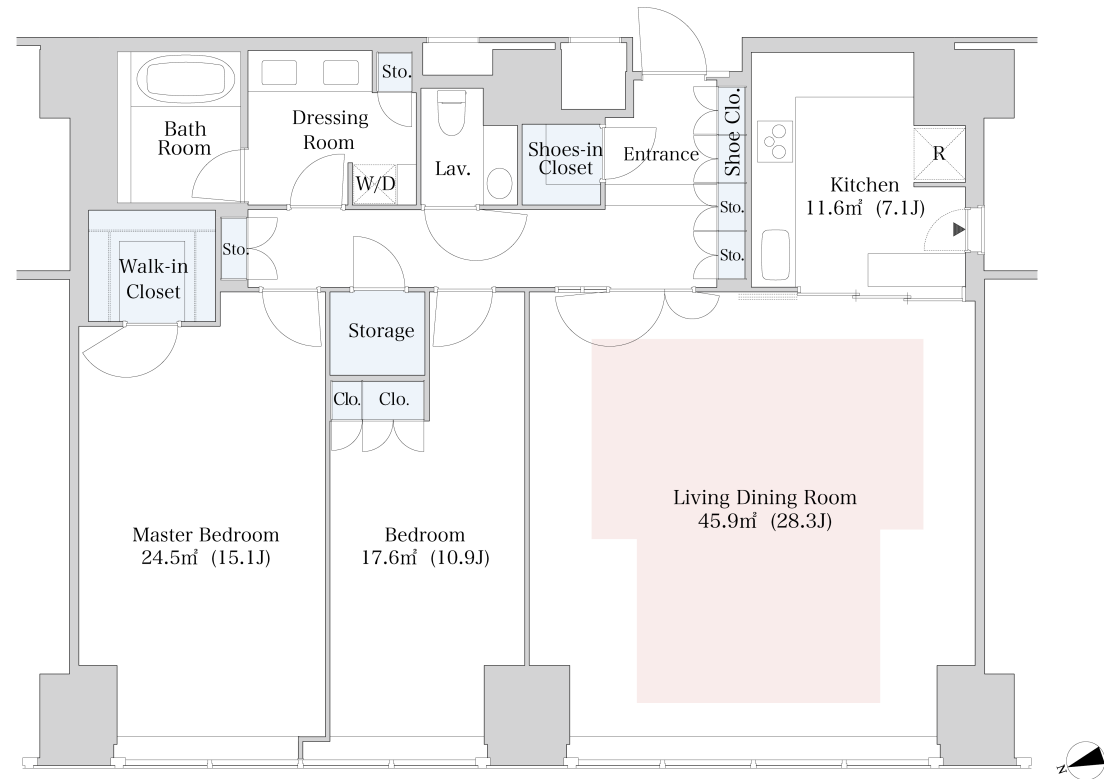 Sto.
Bath
Room
Dressing
Room
W/D
Lav.
Shoes-in
Closet
Entrance
Shoe Clo.
Sto.
Sto.
R
Kitchen
11.6㎡ (7.1J)
Walk-in
Closet
Sto.
Storage
Clo.
Clo.
Master Bedroom
24.5㎡ (15.1J)
Bedroom
17.6㎡ (10.9J)
Living Dining Room
45.9㎡ (28.3J)
N